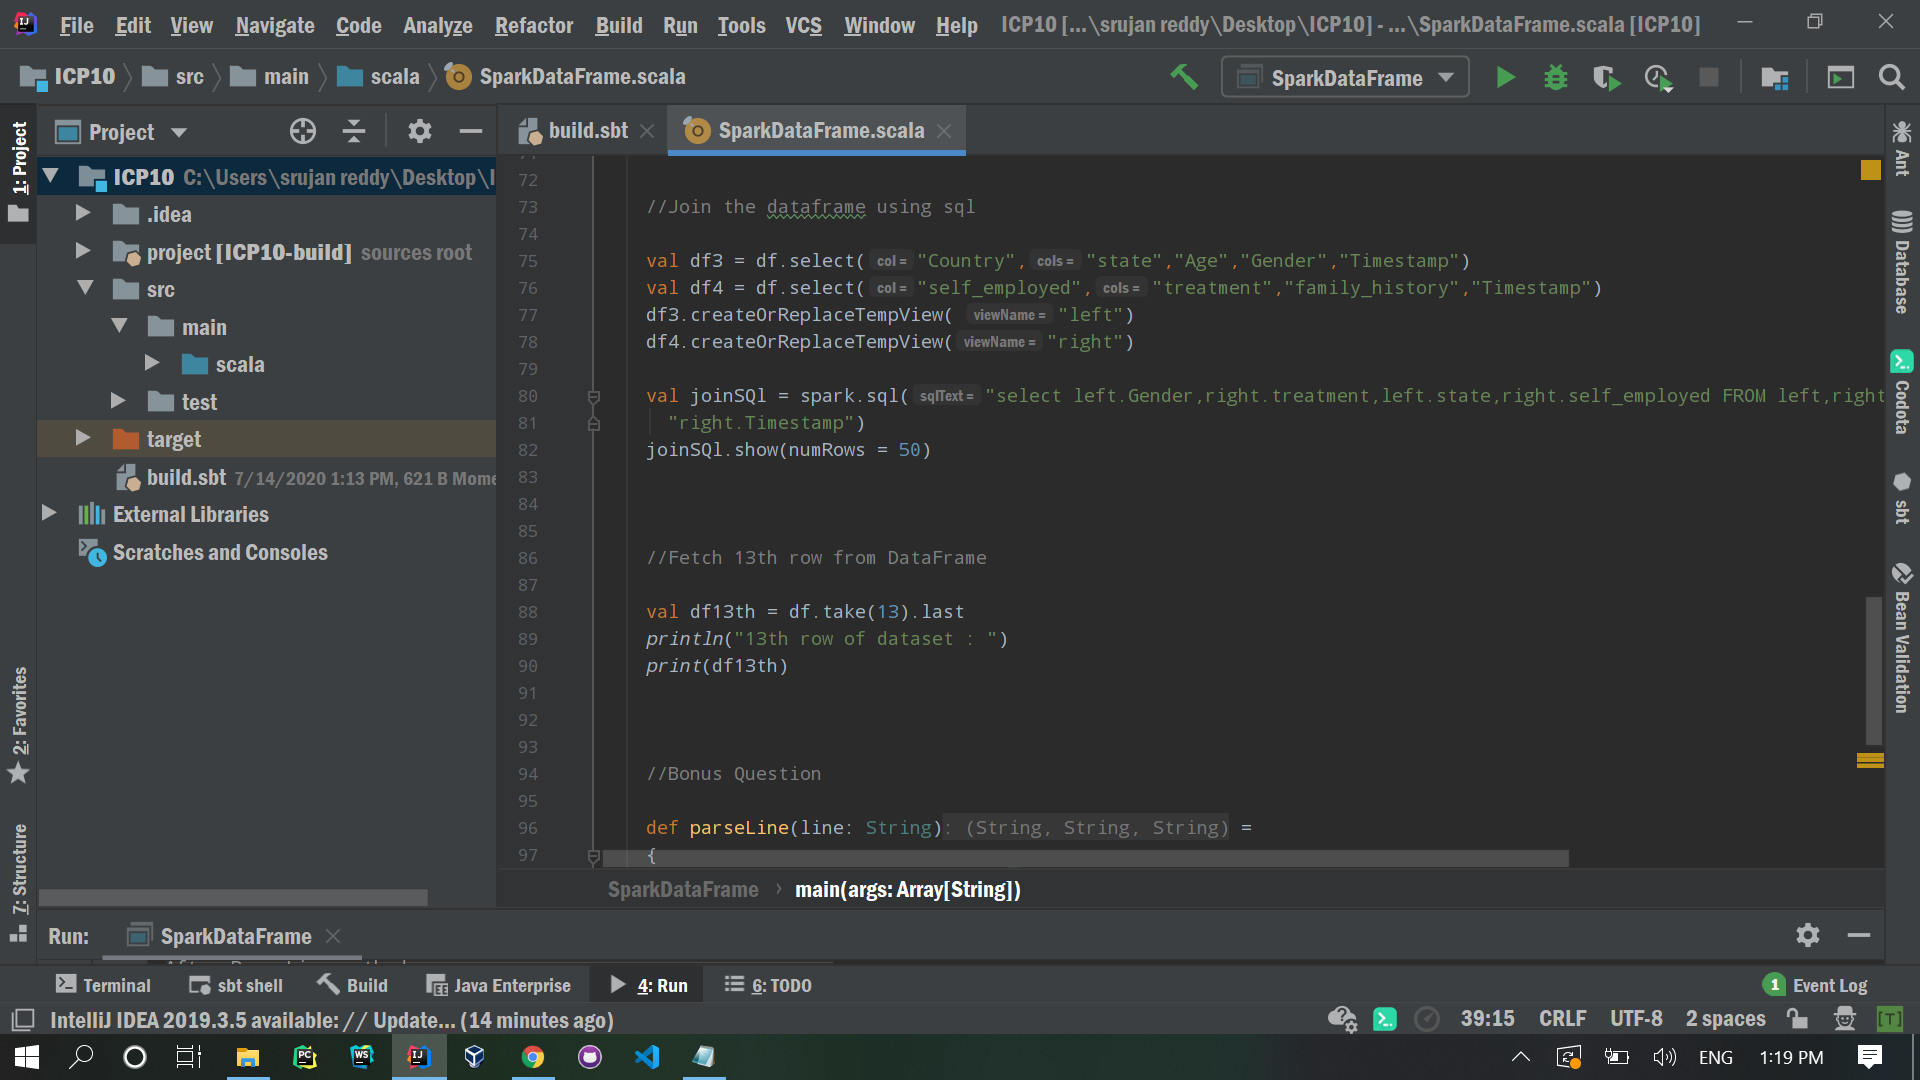 File Edit View Navigate Code Analyze Refactor Build Run Tools VCS Window Help ICP10 [...\srujan reddy\Desktop\ICP10] - ...\SparkDataFrame.scala [ICP10]
ICP10 src main scala SparkDataFrame.scala SparkDataFrame
1: Project
Project
ICP10 C:\Users\srujan reddy\Desktop\I
.idea
project [ICP10-build] sources root
src
main
scala
test
target
build.sbt 7/14/2020 1:13 PM, 621 B Mome
External Libraries
Scratches and Consoles
2: Favorites
7: Structure
build.sbt SparkDataFrame.scala
72
73 //Join the dataframe using sql
74
75 val df3 = df.select( col = "Country", cols = "state","Age","Gender","Timestamp")
76 val df4 = df.select( col = "self_employed", cols = "treatment","family_history","Timestamp")
77 df3.createOrReplaceTempView( viewName = "left")
78 df4.createOrReplaceTempView( viewName = "right")
79
80 val joinSQl = spark.sql( sqlText = "select left.Gender,right.treatment,left.state,right.self_employed FROM left,right
81 "right.Timestamp")
82 joinSQl.show(numRows = 50)
83
84
85
86 //Fetch 13th row from DataFrame
87
88 val df13th = df.take(13).last
89 println("13th row of dataset : ")
90 print(df13th)
91
92
93
94 //Bonus Question
95
96 def parseLine(line: String): (String, String, String) =
97 {
SparkDataFrame › main(args: Array[String])
Ant
Database
Codota
sbt
Bean Validation
Run: SparkDataFrame
Terminal sbt shell Build Java Enterprise 4: Run 6: TODO 1 Event Log
IntelliJ IDEA 2019.3.5 available: // Update... (14 minutes ago) 39:15 CRLF UTF-8 2 spaces [T]
PC WS IJ ENG 1:19 PM